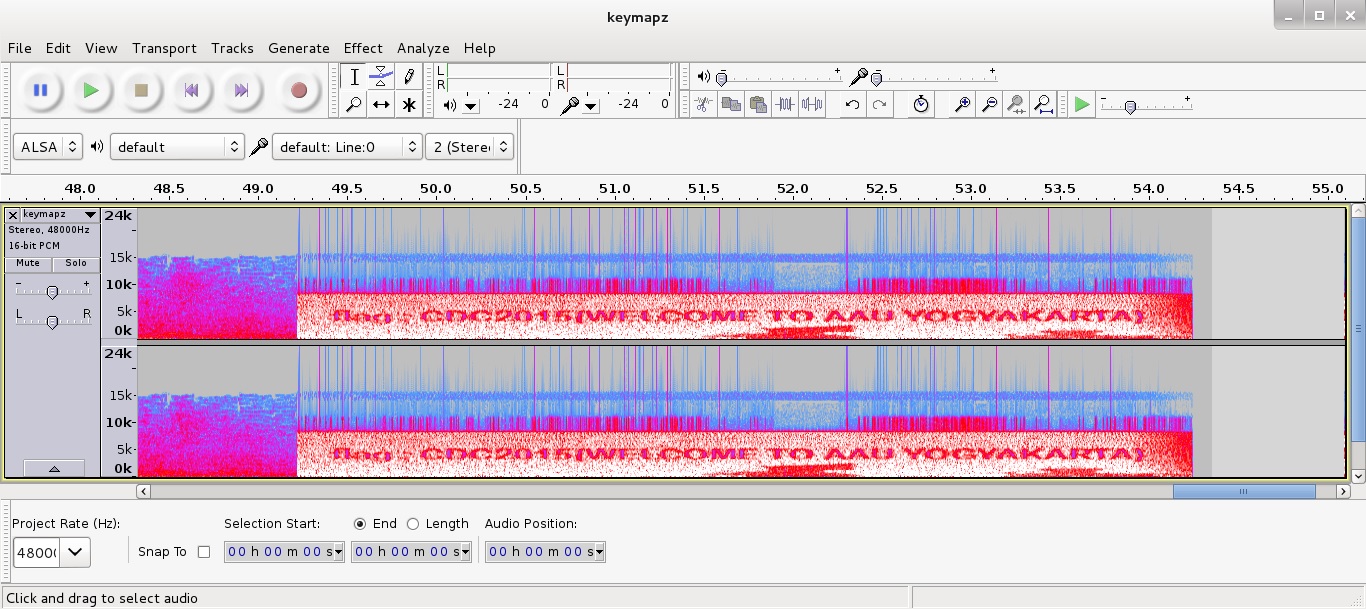 keymapz
File Edit View Transport Tracks Generate Effect Analyze Help
L R L R
-24 0 -24 0
- + - +
- +
ALSA default default: Line:0 2 (Stere
48.0 48.5 49.0 49.5 50.0 50.5 51.0 51.5 52.0 52.5 53.0 53.5 54.0 54.5 55.0
keymapz
Stereo, 48000Hz
16-bit PCM
Mute Solo
- +
L R
24k
15k
10k
5k
0k
flag : CDC2015{WELCOME TO AAU YOGYAKARTA}
24k
15k
10k
5k
0k
flag : CDC2015{WELCOME TO AAU YOGYAKARTA}
Project Rate (Hz): Selection Start: End Length Audio Position:
48000 Snap To 00 h 00 m 00 s 00 h 00 m 00 s 00 h 00 m 00 s
Click and drag to select audio